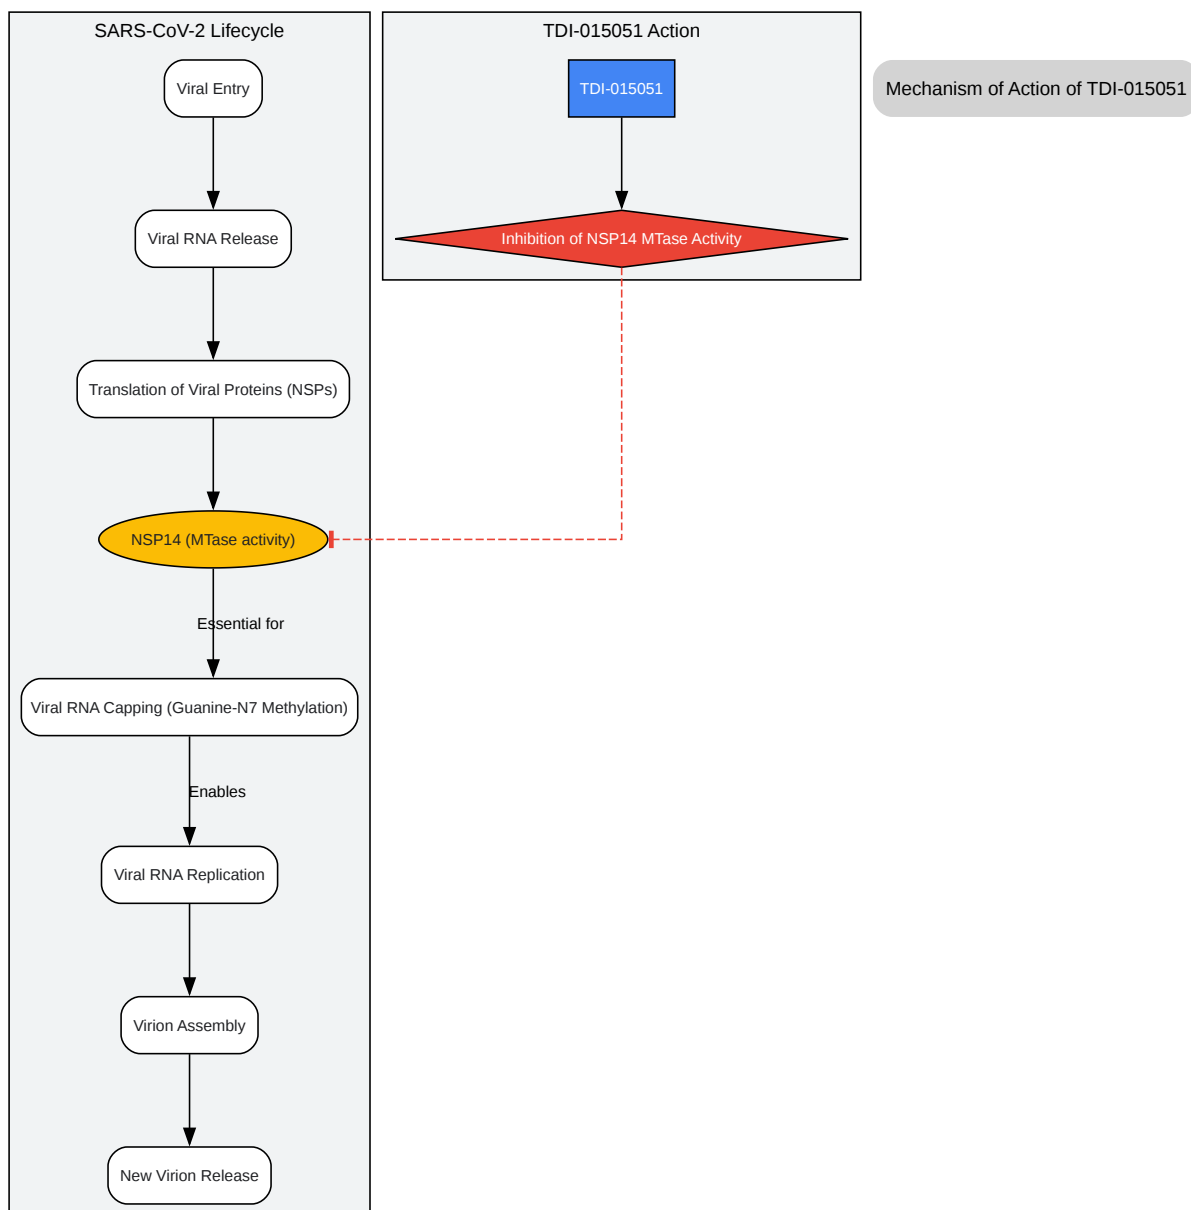 SARS-CoV-2 Lifecycle
Viral Entry
Viral RNA Release
Translation of Viral Proteins (NSPs)
NSP14 (MTase activity)
Essential for
Viral RNA Capping (Guanine-N7 Methylation)
Enables
Viral RNA Replication
Virion Assembly
New Virion Release
TDI-015051 Action
TDI-015051
Inhibition of NSP14 MTase Activity
Mechanism of Action of TDI-015051